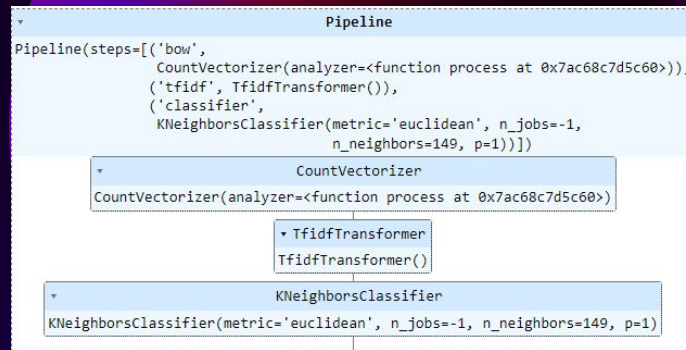 Pipeline
Pipeline(steps=[('bow',
CountVectorizer(analyzer=<function process at 0x7ac68c7d5c60>)),
('tfidf', TfidfTransformer()),
('classifier',
KNeighborsClassifier(metric='euclidean', n_jobs=-1,
n_neighbors=149, p=1))])
CountVectorizer
CountVectorizer(analyzer=<function process at 0x7ac68c7d5c60>)
TfidfTransformer
TfidfTransformer()
KNeighborsClassifier
KNeighborsClassifier(metric='euclidean', n_jobs=-1, n_neighbors=149, p=1)